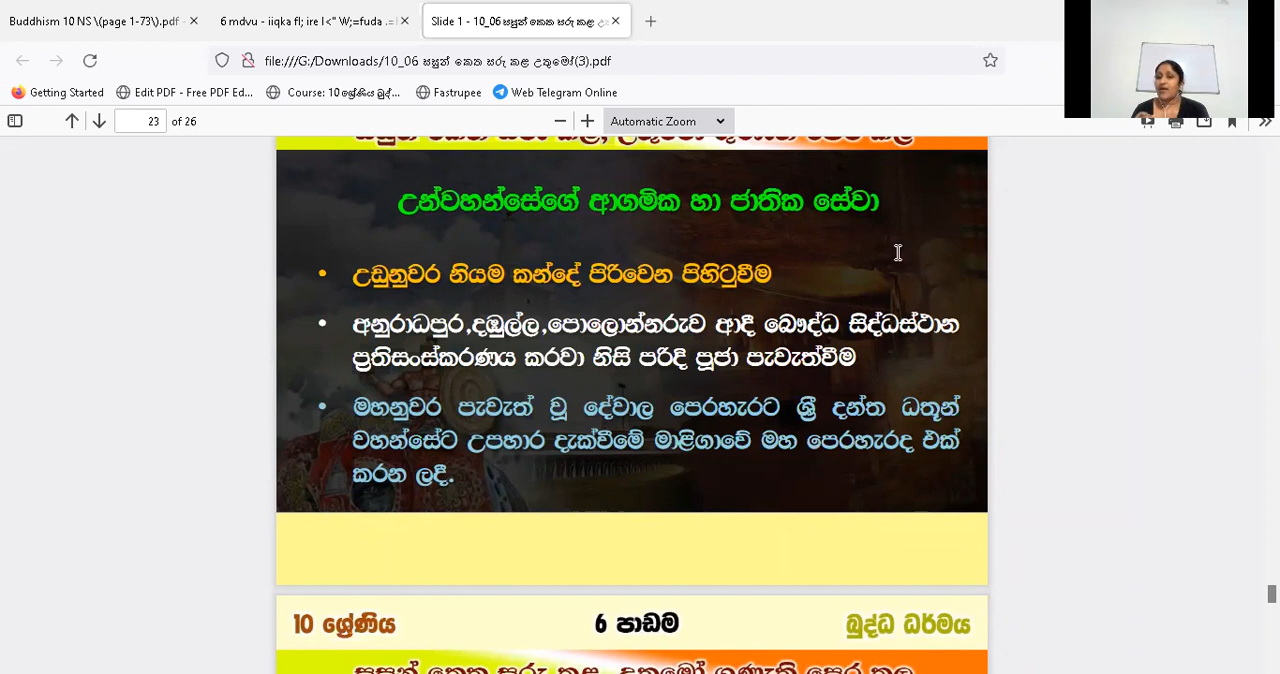 Buddhism 10 NS \(page 1-73\).pdf
6 mdvu - iiqka fl; ire l<" W;=fuda .=
Slide 1 - 10_06 සසුන් කෙත සරු කළ උ
file:///G:/Downloads/10_06 සසුන් කෙත සරු කළ උතුමෝ(3).pdf
Getting Started
Edit PDF - Free PDF Ed...
Course: 10 ශ්‍රේණිය බුද්...
Fastrupee
Web Telegram Online
23 of 26
Automatic Zoom
උන්වහන්සේගේ ආගමික හා ජාතික සේවා
• උඩුනුවර නියම කන්දේ පිරිවෙන පිහිටුවීම
• අනුරාධපුර,දඹුල්ල,පොලොන්නරුව ආදී බෞද්ධ සිද්ධස්ථාන
ප්‍රතිසංස්කරණය කරවා නිසි පරිදි පූජා පැවැත්වීම
• මහනුවර පැවැත් වූ දේවාල පෙරහැරට ශ්‍රී දන්ත ධතූන්
වහන්සේට උපහාර දැක්වීමේ මාළිගාවේ මහ පෙරහැරද එක්
කරන ලදී.
10 ශ්‍රේණිය
6 පාඩම
බුද්ධ ධර්මය